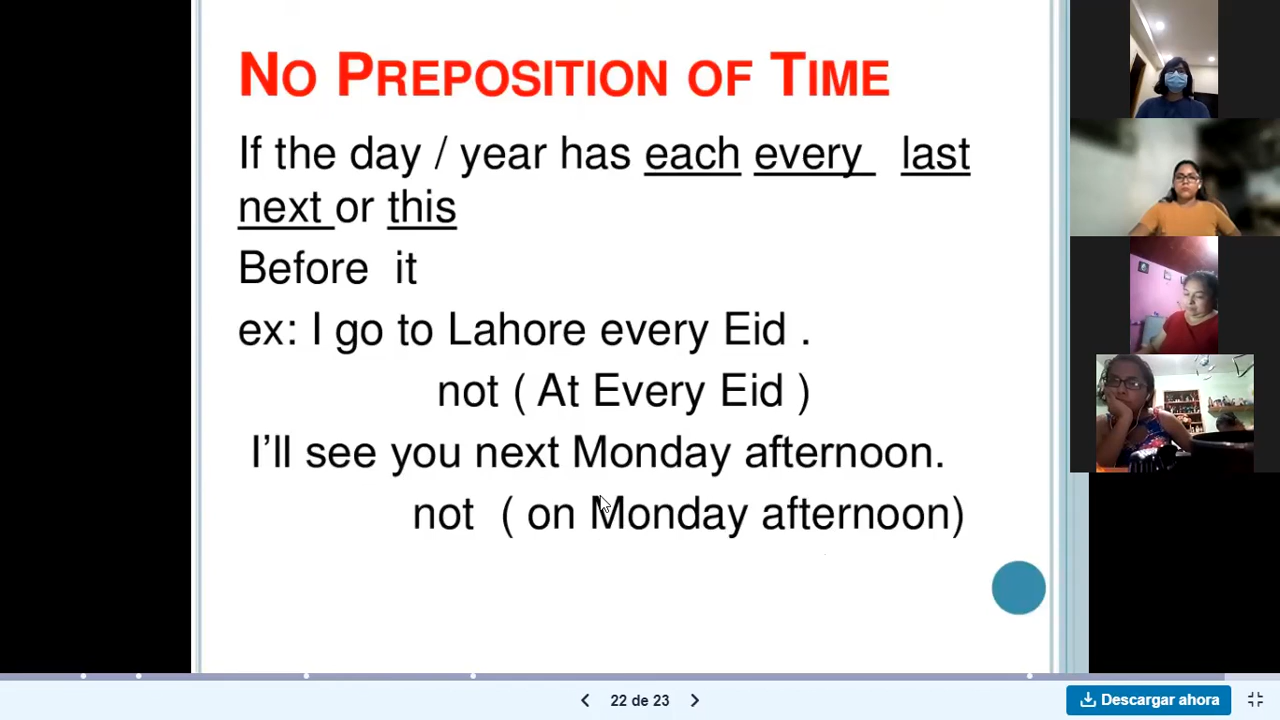 NO PREPOSITION OF TIME
If the day / year has each every last
next or this
Before it
ex: I go to Lahore every Eid .
not ( At Every Eid )
I’ll see you next Monday afternoon.
not ( on Monday afternoon)
22 de 23
Descargar ahora